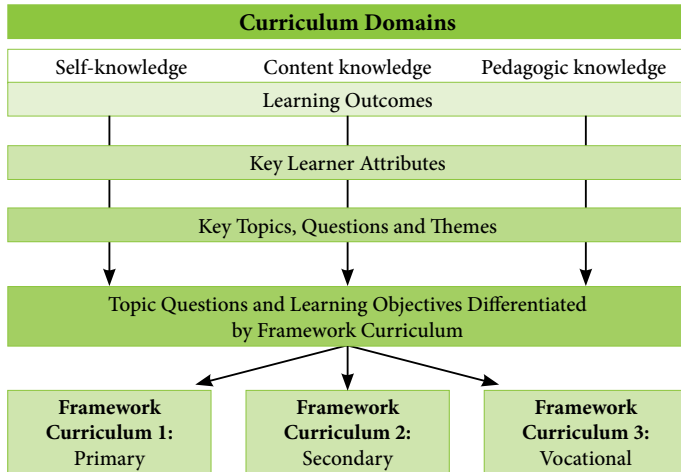 Curriculum Domains
Self-knowledge Content knowledge Pedagogic knowledge
Learning Outcomes
Key Learner Attributes
Key Topics, Questions and Themes
Topic Questions and Learning Objectives Differentiated
by Framework Curriculum
Framework
Curriculum 1:
Primary
Framework
Curriculum 2:
Secondary
Framework
Curriculum 3:
Vocational